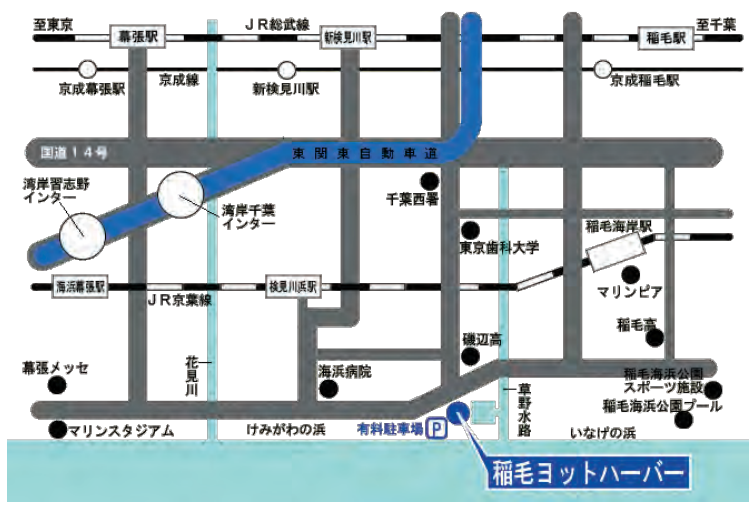 至東京
ＪＲ総武線
至千葉
幕張駅
新検見川駅
稲毛駅
京成幕張駅
京成線
新検見川駅
京成稲毛駅
国道１４号
東関東自動車道
湾岸習志野
インター
千葉西署
湾岸千葉
インター
稲毛海岸駅
東京歯科大学
海浜幕張駅
ＪＲ京葉線
検見川浜駅
マリンピア
稲毛高
磯辺高
花見川
幕張メッセ
海浜病院
稲毛海浜公園
スポーツ施設
草野水路
稲毛海浜公園プール
マリンスタジアム
けみがわの浜
有料駐車場 P
いなげの浜
稲毛ヨットハーバー